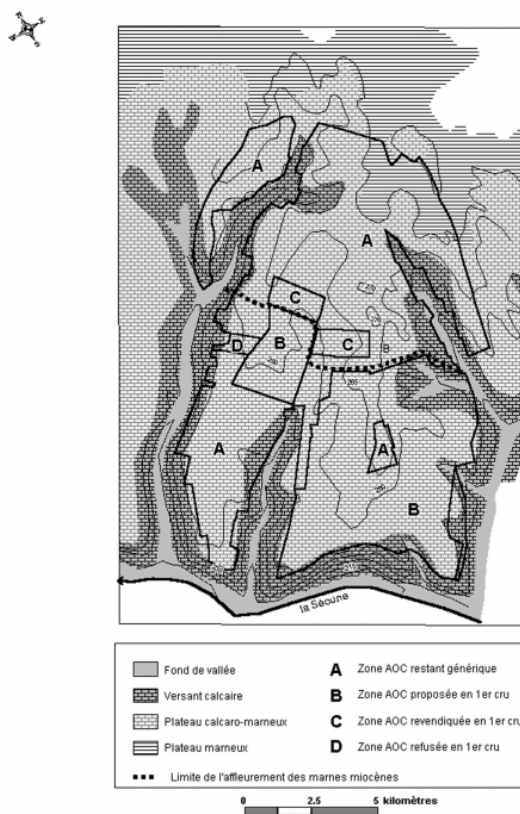 A
A
C
C
D
B
A
A
B
la Séoune
Fond de vallée
A Zone AOC restant générique
Versant calcaire
B Zone AOC proposée en 1er cru
Plateau calcaro-marneux
C Zone AOC revendiquée en 1er cru
Plateau marneux
D Zone AOC refusée en 1er cru
Limite de l'affleurement des marnes miocènes
0 2.5 5 kilomètres